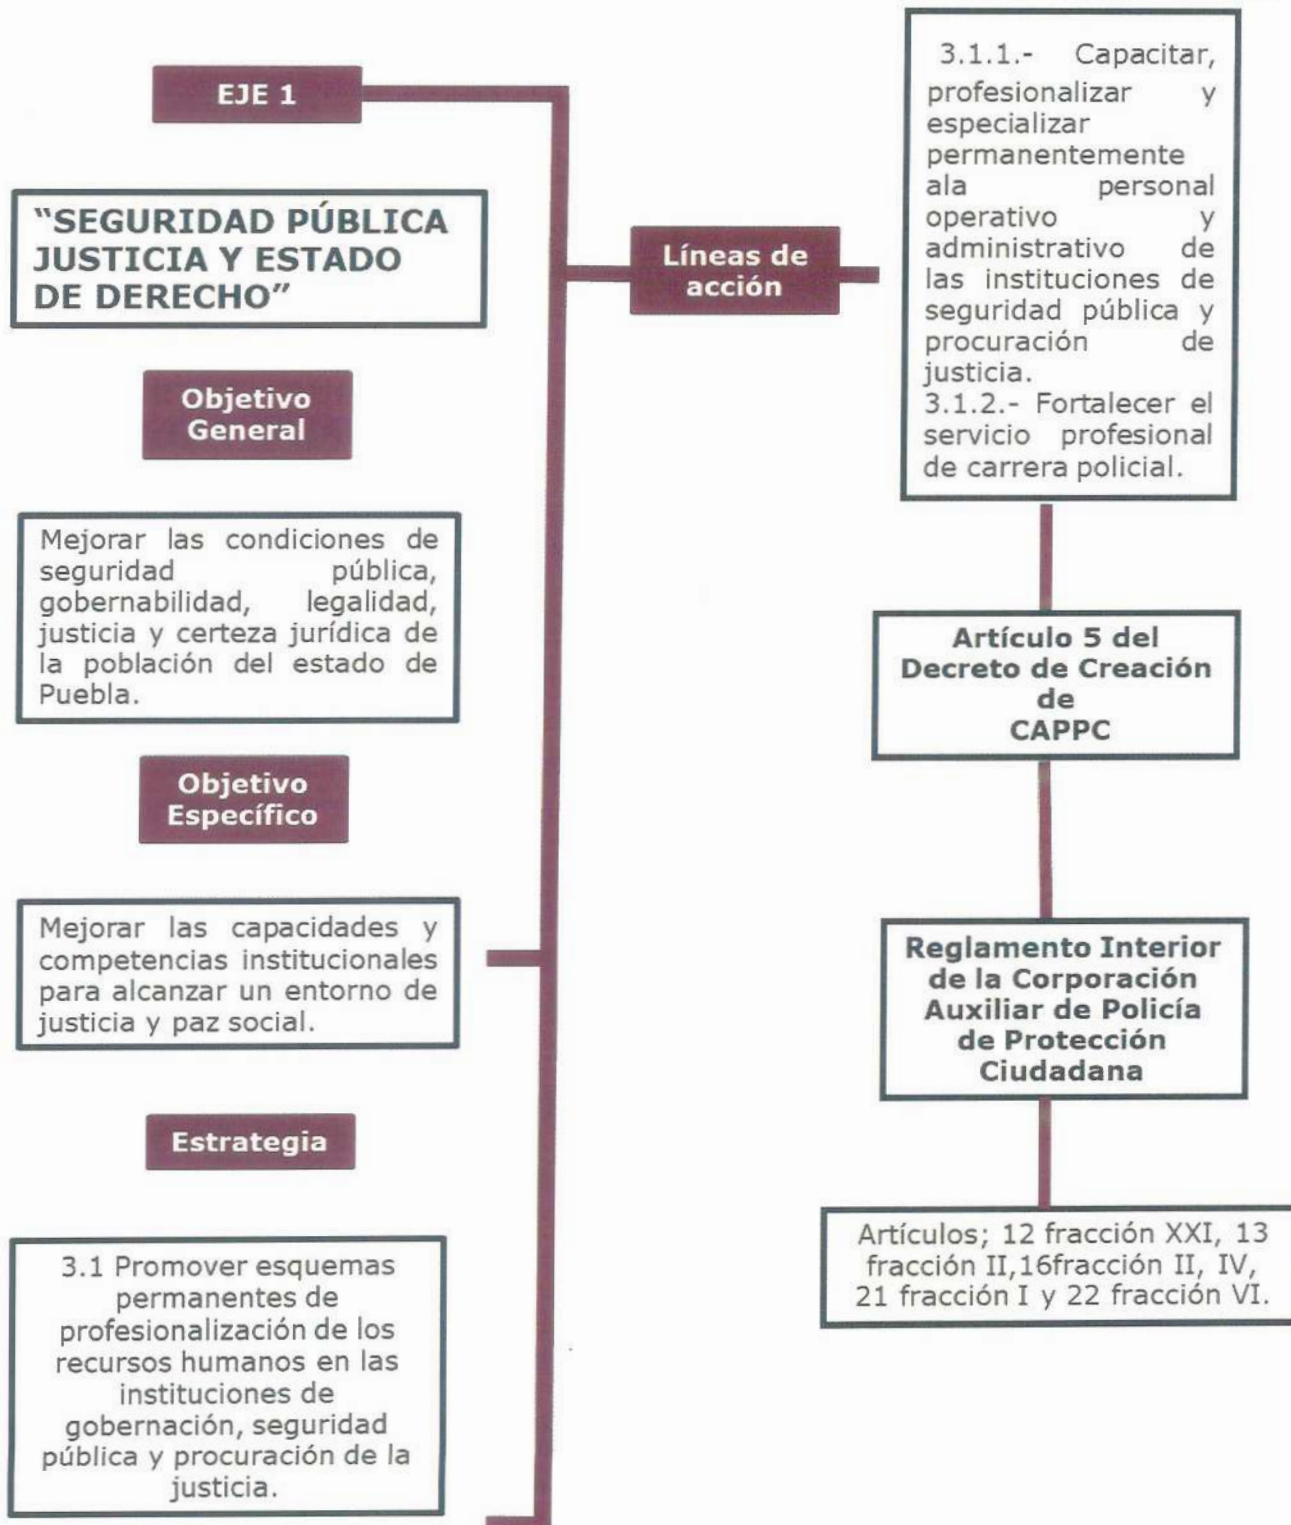 EJE 1
“SEGURIDAD PÚBLICA
JUSTICIA Y ESTADO
DE DERECHO”
Objetivo
General
Mejorar las condiciones de
seguridad pública,
gobernabilidad, legalidad,
justicia y certeza jurídica de
la población del estado de
Puebla.
Objetivo
Específico
Mejorar las capacidades y
competencias institucionales
para alcanzar un entorno de
justicia y paz social.
Estrategia
3.1 Promover esquemas
permanentes de
profesionalización de los
recursos humanos en las
instituciones de
gobernación, seguridad
pública y procuración de la
justicia.
Líneas de
acción
3.1.1.- Capacitar,
profesionalizar y
especializar
permanentemente
ala personal
operativo y
administrativo de
las instituciones de
seguridad pública y
procuración de
justicia.
3.1.2.- Fortalecer el
servicio profesional
de carrera policial.
Artículo 5 del
Decreto de Creación
de
CAPPC
Reglamento Interior
de la Corporación
Auxiliar de Policía
de Protección
Ciudadana
Artículos; 12 fracción XXI, 13
fracción II,16fracción II, IV,
21 fracción I y 22 fracción VI.